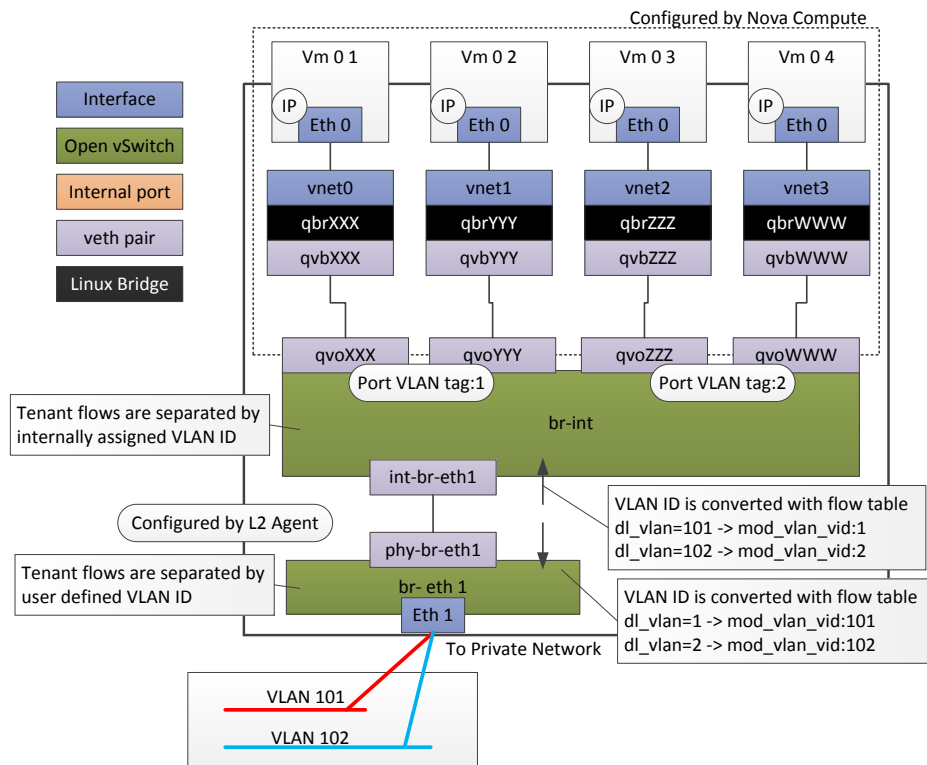 Configured by Nova Compute
Vm 0 1
Vm 0 2
Vm 0 3
Vm 0 4
IP
IP
IP
IP
Eth 0
Eth 0
Eth 0
Eth 0
Interface
Open vSwitch
Internal port
veth pair
Linux Bridge
vnet0
vnet1
vnet2
vnet3
qbrXXX
qbrYYY
qbrZZZ
qbrWWW
qvbXXX
qvbYYY
qvbZZZ
qvbWWW
qvoXXX
qvoYYY
qvoZZZ
qvoWWW
Port VLAN tag:1
Port VLAN tag:2
br-int
Tenant flows are separated by
internally assigned VLAN ID
int-br-eth1
VLAN ID is converted with flow table
dl_vlan=101 -> mod_vlan_vid:1
dl_vlan=102 -> mod_vlan_vid:2
Configured by L2 Agent
phy-br-eth1
Tenant flows are separated by
user defined VLAN ID
br- eth 1
Eth 1
VLAN ID is converted with flow table
dl_vlan=1 -> mod_vlan_vid:101
dl_vlan=2 -> mod_vlan_vid:102
To Private Network
VLAN 101
VLAN 102